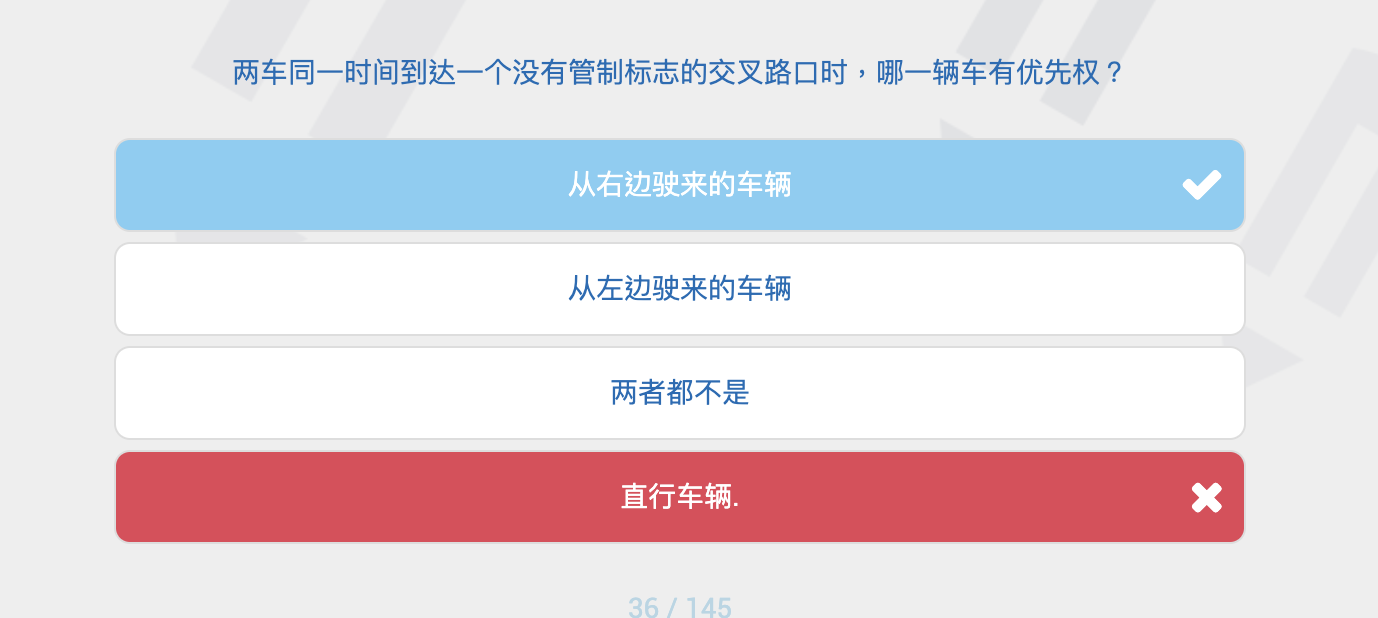 两车同一时间到达一个没有管制标志的交叉路口时，哪一辆车有优先权？
从右边驶来的车辆
从左边驶来的车辆
两者都不是
直行车辆.
36 / 145